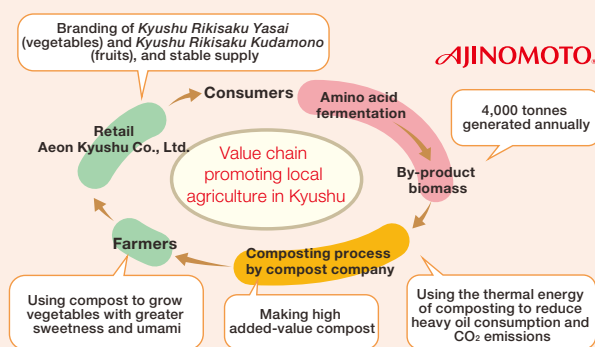 Branding of Kyushu Rikisaku Yasai
(vegetables) and Kyushu Rikisaku Kudamono
(fruits), and stable supply
AJINOMOTO®
Consumers
Amino acid
fermentation
4,000 tonnes
generated annually
Retail
Aeon Kyushu Co., Ltd.
Value chain
promoting local
agriculture in Kyushu
By-product
biomass
Farmers
Composting process
by compost company
Using compost to grow
vegetables with greater
sweetness and umami
Making high
added-value compost
Using the thermal energy
of composting to reduce
heavy oil consumption and
CO₂ emissions